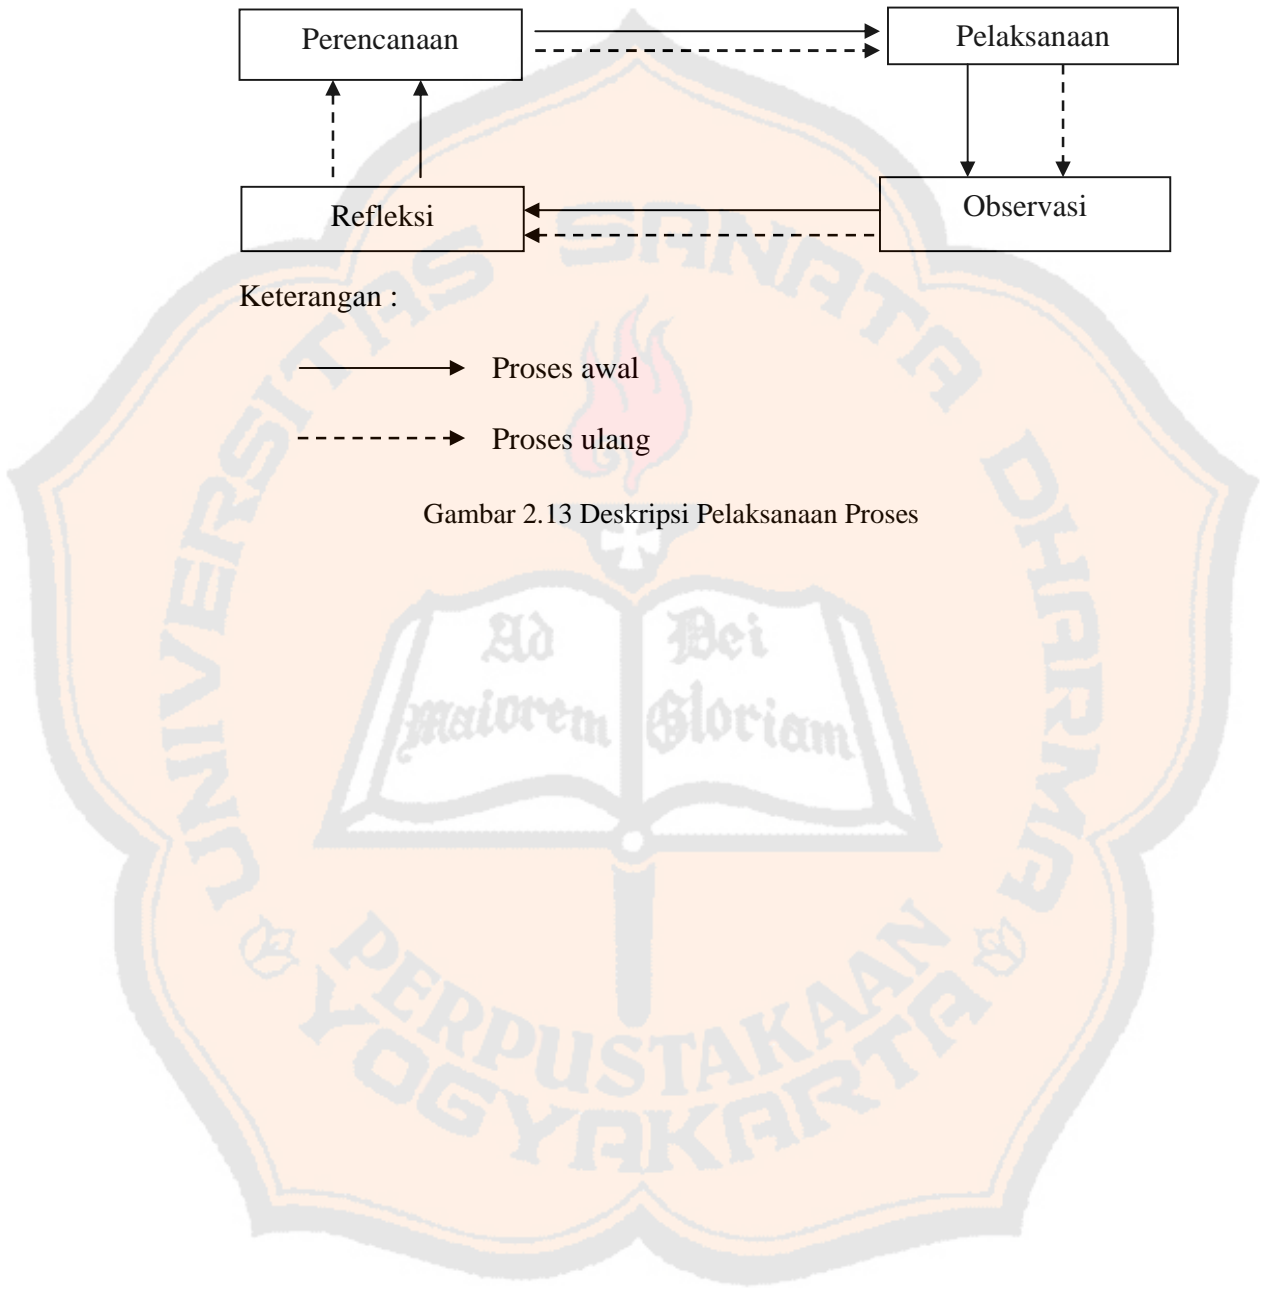 Perencanaan
Pelaksanaan
Refleksi
Observasi
Keterangan :
Proses awal
Proses ulang
Gambar 2.13 Deskripsi Pelaksanaan Proses
UNIVERSITAS SANATA DHARMA
Ad
maiorem
Dei
Gloriam
PERPUSTAKAAN
YOGYAKARTA